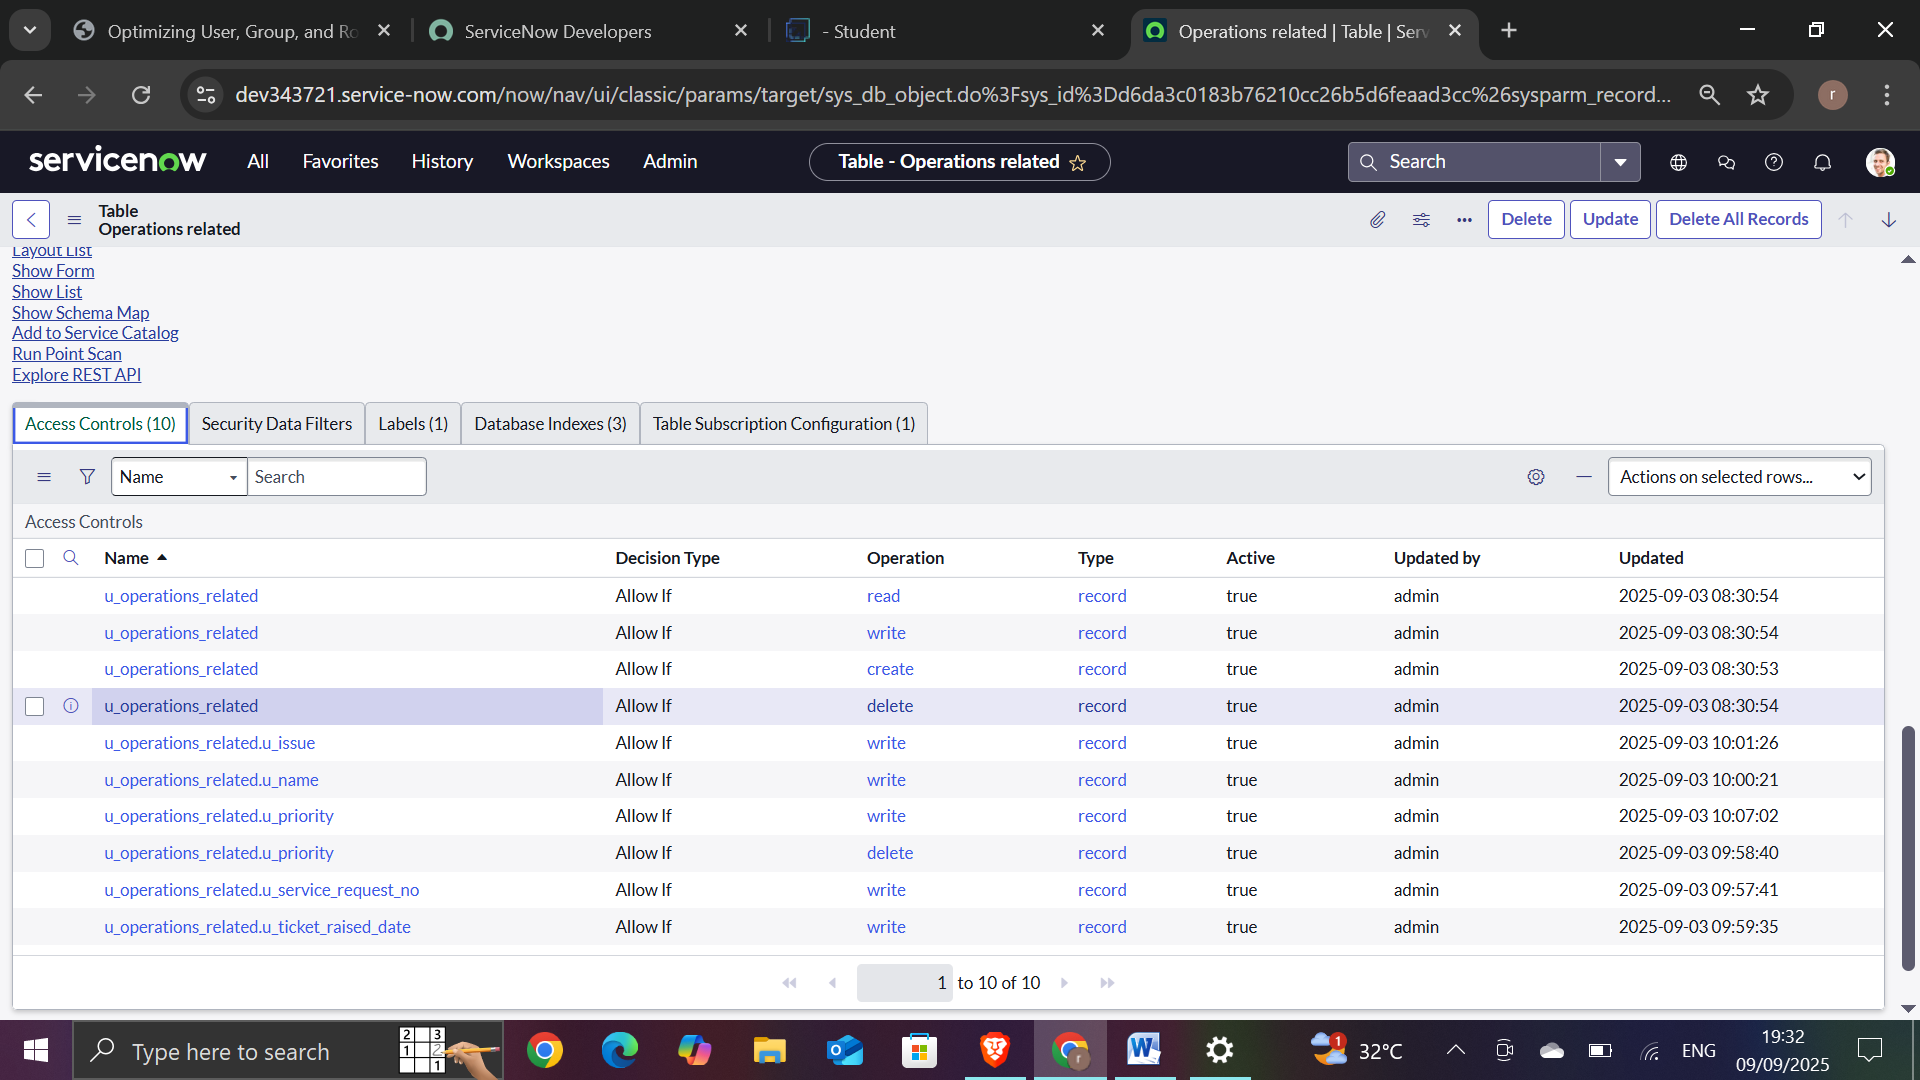 Optimizing User, Group, and Ro
ServiceNow Developers
- Student
Operations related | Table | Serv
dev343721.service-now.com/now/nav/ui/classic/params/target/sys_db_object.do%3Fsys_id%3Dd6da3c0183b76210cc26b5d6feaad3cc%26sysparm_record...
r
servicenow
All
Favorites
History
Workspaces
Admin
Table - Operations related
Search
Table
Operations related
Delete
Update
Delete All Records
Layout List
Show Form
Show List
Show Schema Map
Add to Service Catalog
Run Point Scan
Explore REST API
Access Controls (10)
Security Data Filters
Labels (1)
Database Indexes (3)
Table Subscription Configuration (1)
Name
Search
Actions on selected rows...
Access Controls
Name Decision Type Operation Type Active Updated by Updated
u_operations_related Allow If read record true admin 2025-09-03 08:30:54
u_operations_related Allow If write record true admin 2025-09-03 08:30:54
u_operations_related Allow If create record true admin 2025-09-03 08:30:53
u_operations_related Allow If delete record true admin 2025-09-03 08:30:54
u_operations_related.u_issue Allow If write record true admin 2025-09-03 10:01:26
u_operations_related.u_name Allow If write record true admin 2025-09-03 10:00:21
u_operations_related.u_priority Allow If write record true admin 2025-09-03 10:07:02
u_operations_related.u_priority Allow If delete record true admin 2025-09-03 09:58:40
u_operations_related.u_service_request_no Allow If write record true admin 2025-09-03 09:57:41
u_operations_related.u_ticket_raised_date Allow If write record true admin 2025-09-03 09:59:35
1 to 10 of 10
Type here to search
2 3
1 2
1
r
W
1
32°C
ENG
19:32
09/09/2025